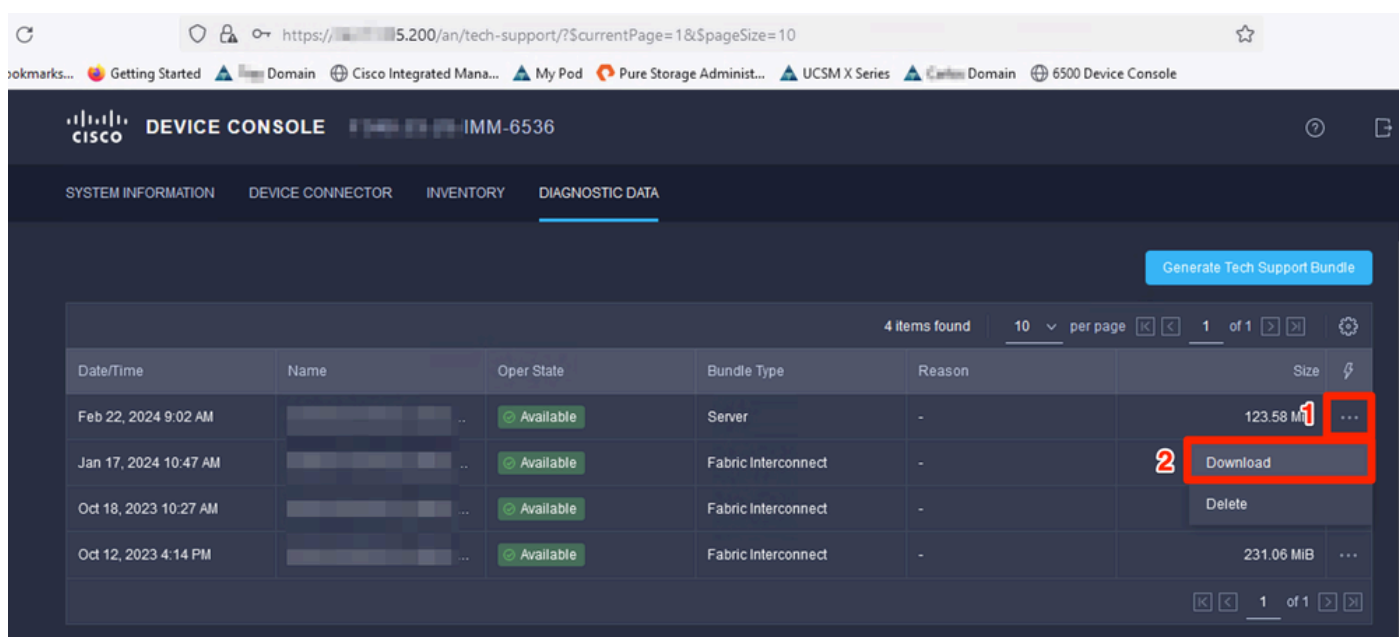 https:// 5.200/an/tech-support/?$currentPage=1&$pageSize=10
ookmarks... Getting Started Domain Cisco Integrated Mana... My Pod Pure Storage Administ... UCSM X Series Domain 6500 Device Console
CISCO DEVICE CONSOLE IMM-6536
SYSTEM INFORMATION DEVICE CONNECTOR INVENTORY DIAGNOSTIC DATA
Generate Tech Support Bundle
4 items found 10 per page 1 of 1
Date/Time Name Oper State Bundle Type Reason Size
Feb 22, 2024 9:02 AM ... Available Server - 123.58 MiB 1 ...
Jan 17, 2024 10:47 AM ... Available Fabric Interconnect - 2 Download
Oct 18, 2023 10:27 AM ... Available Fabric Interconnect - Delete
Oct 12, 2023 4:14 PM ... Available Fabric Interconnect - 231.06 MiB ...
1 of 1